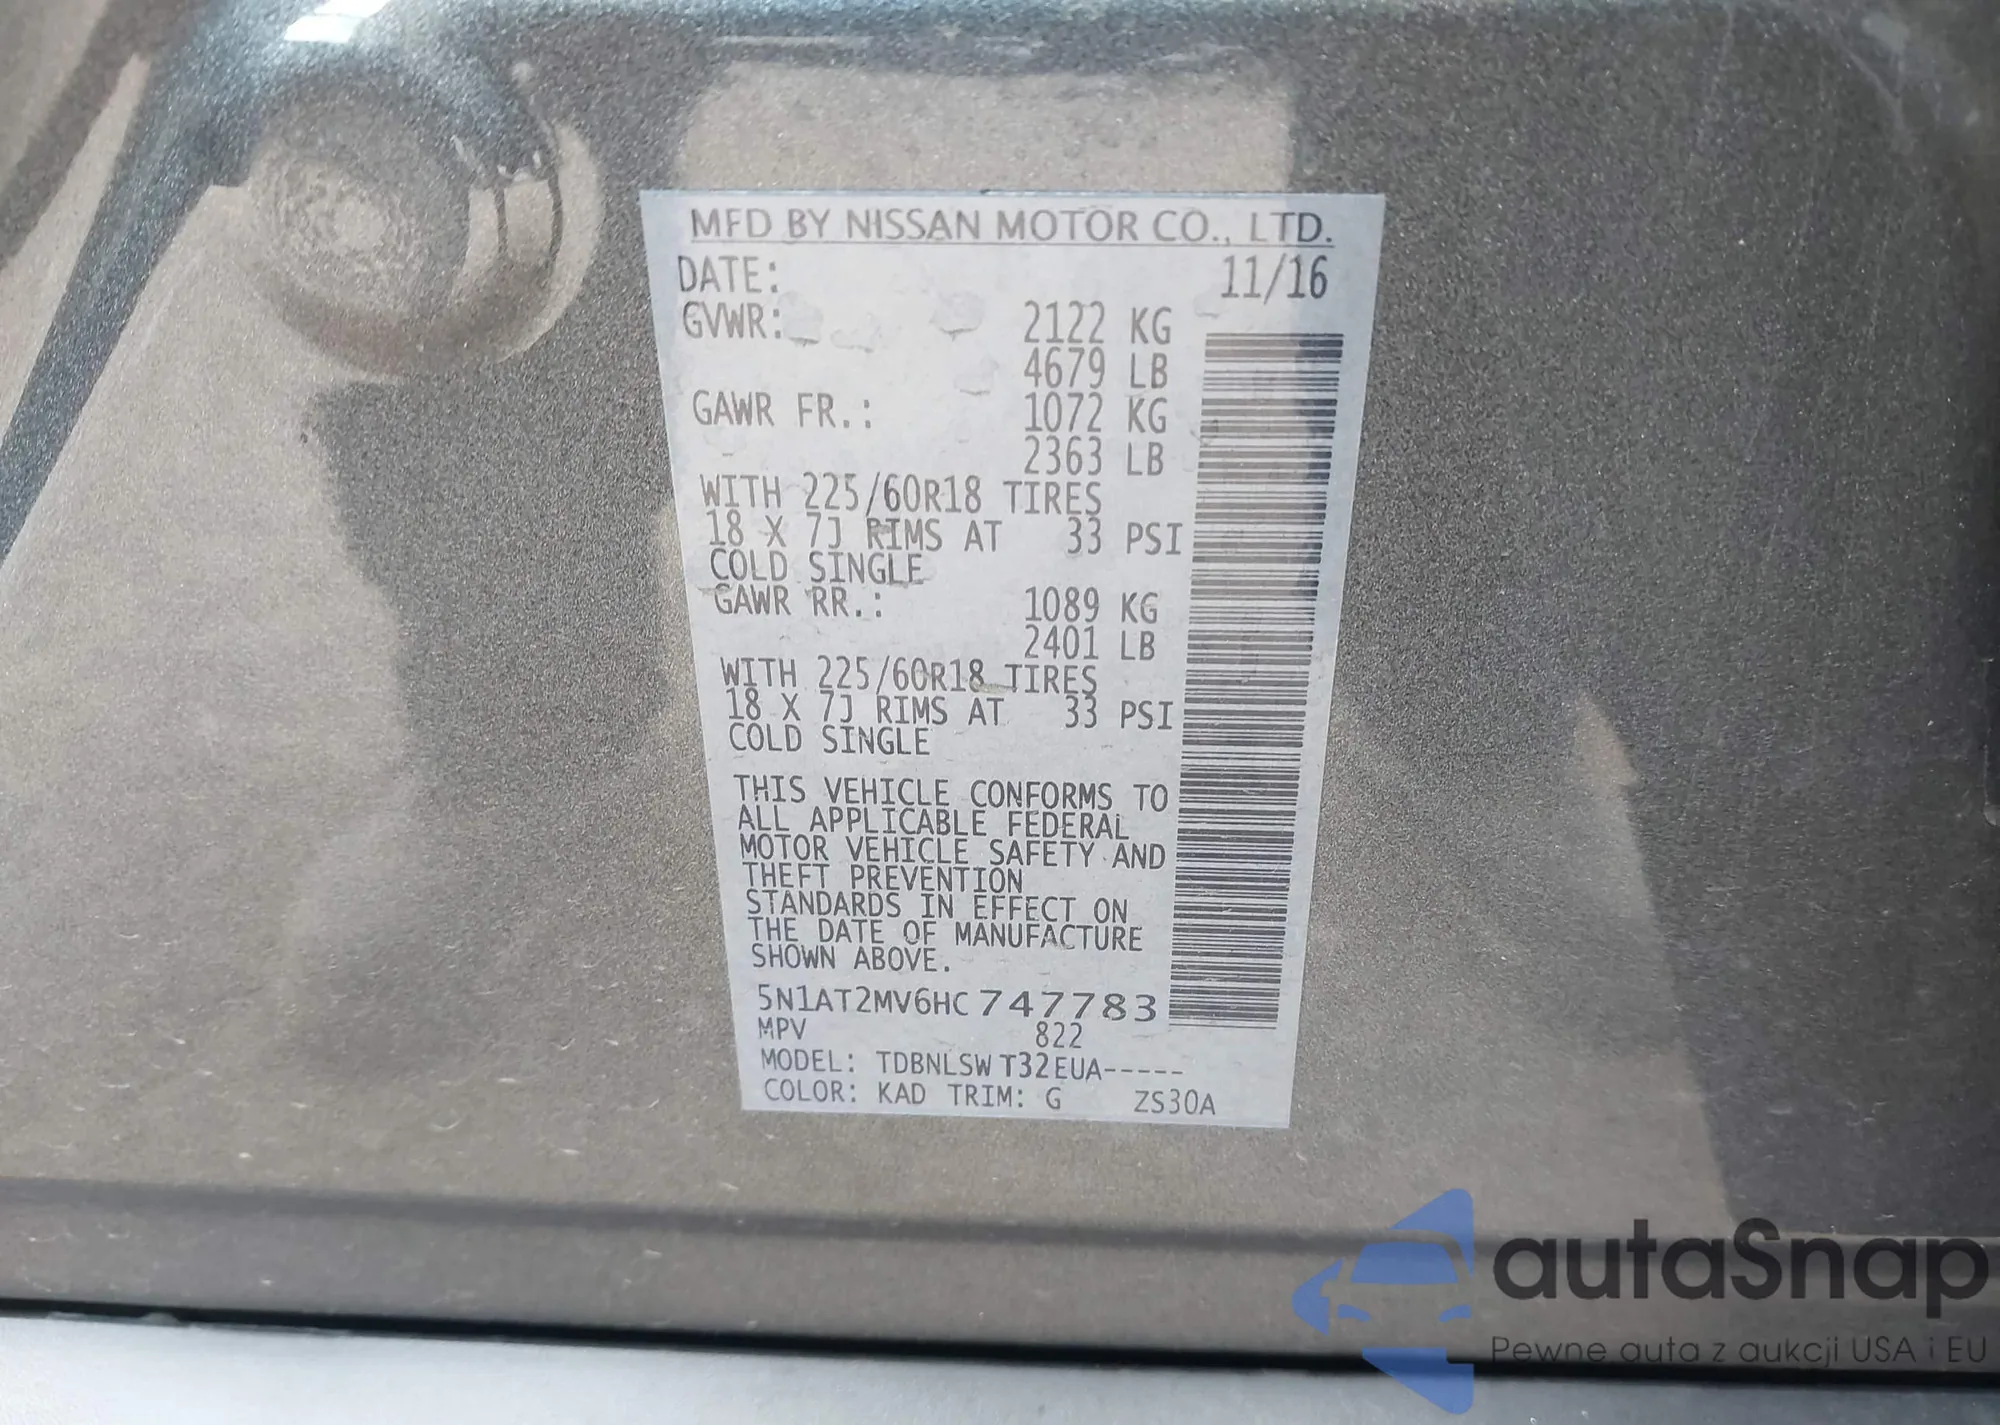 MFD BY NISSAN MOTOR CO., LTD.
DATE: 11/16
GVWR: 2122 KG
4679 LB
GAWR FR.: 1072 KG
2363 LB
WITH 225/60R18 TIRES
18 X 7J RIMS AT 33 PSI
COLD SINGLE
GAWR RR.: 1089 KG
2401 LB
WITH 225/60R18 TIRES
18 X 7J RIMS AT 33 PSI
COLD SINGLE
THIS VEHICLE CONFORMS TO
ALL APPLICABLE FEDERAL
MOTOR VEHICLE SAFETY AND
THEFT PREVENTION
STANDARDS IN EFFECT ON
THE DATE OF MANUFACTURE
SHOWN ABOVE.
5N1AT2MV6HC747783
MPV 822
MODEL: TDBNLSW T32EUA-----
COLOR: KAD TRIM: G ZS30A
autaSnap
Pewne auta z aukcji USA i EU